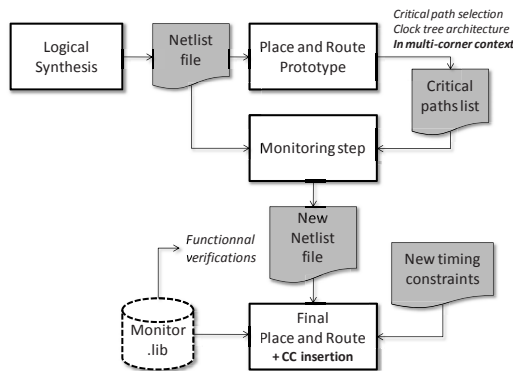 Logical
Synthesis
Netlist
file
Place and Route
Prototype
Critical path selection
Clock tree architecture
In multi-corner context
Critical
paths list
Monitoring step
New
Netlist
file
Functionnal
verifications
New timing
constraints
Monitor
.lib
Final
Place and Route
+ CC insertion